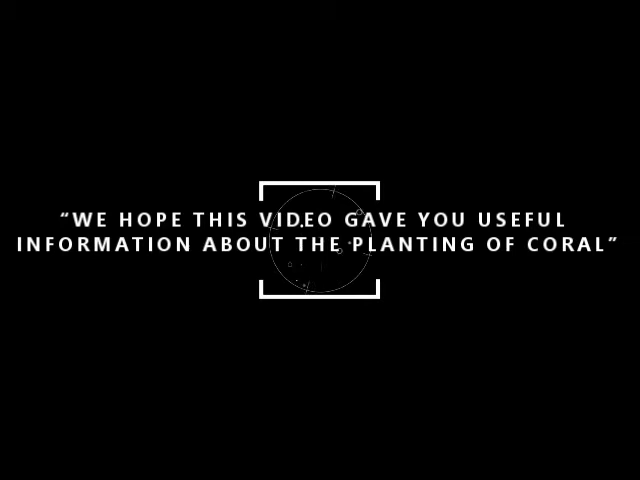 “WE HOPE THIS VIDEO GAVE YOU USEFUL
INFORMATION ABOUT THE PLANTING OF CORAL”